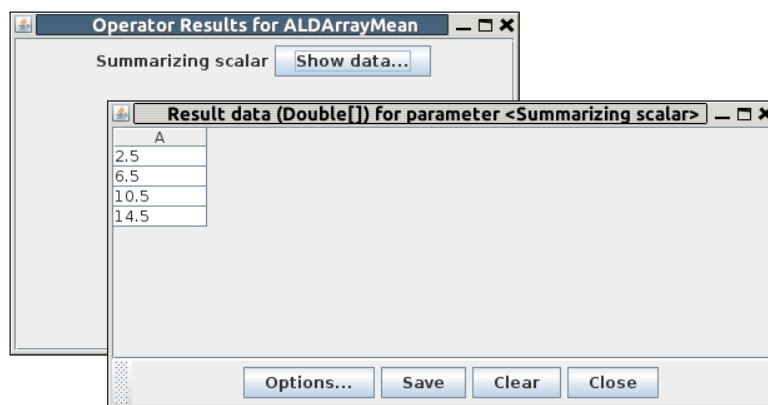 Operator Results for ALDArrayMean
Summarizing scalar Show data...
Result data (Double[]) for parameter <Summarizing scalar>
A
2.5
6.5
10.5
14.5
Options... Save Clear Close